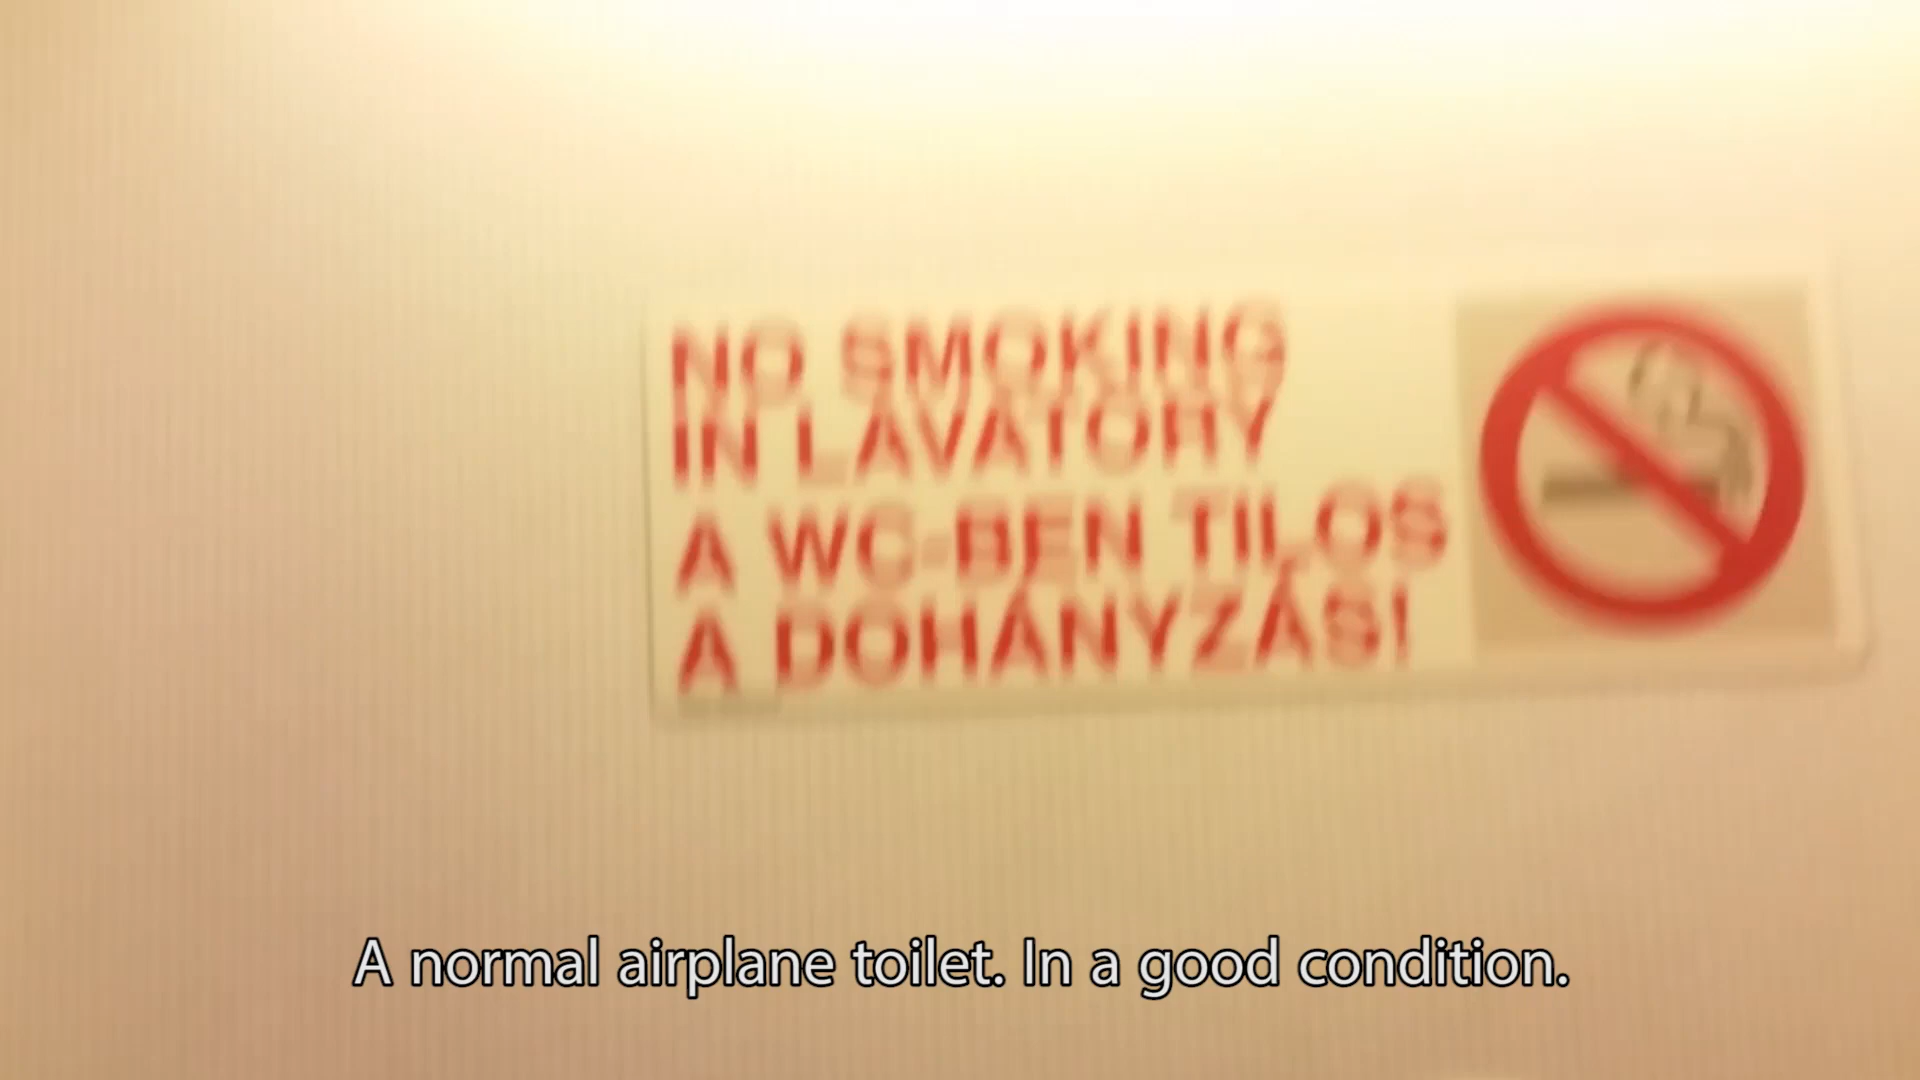 NO SMOKING
IN LAVATORY
A WC-BEN TILOS
A DOHÁNYZÁS!
A normal airplane toilet. In a good condition.